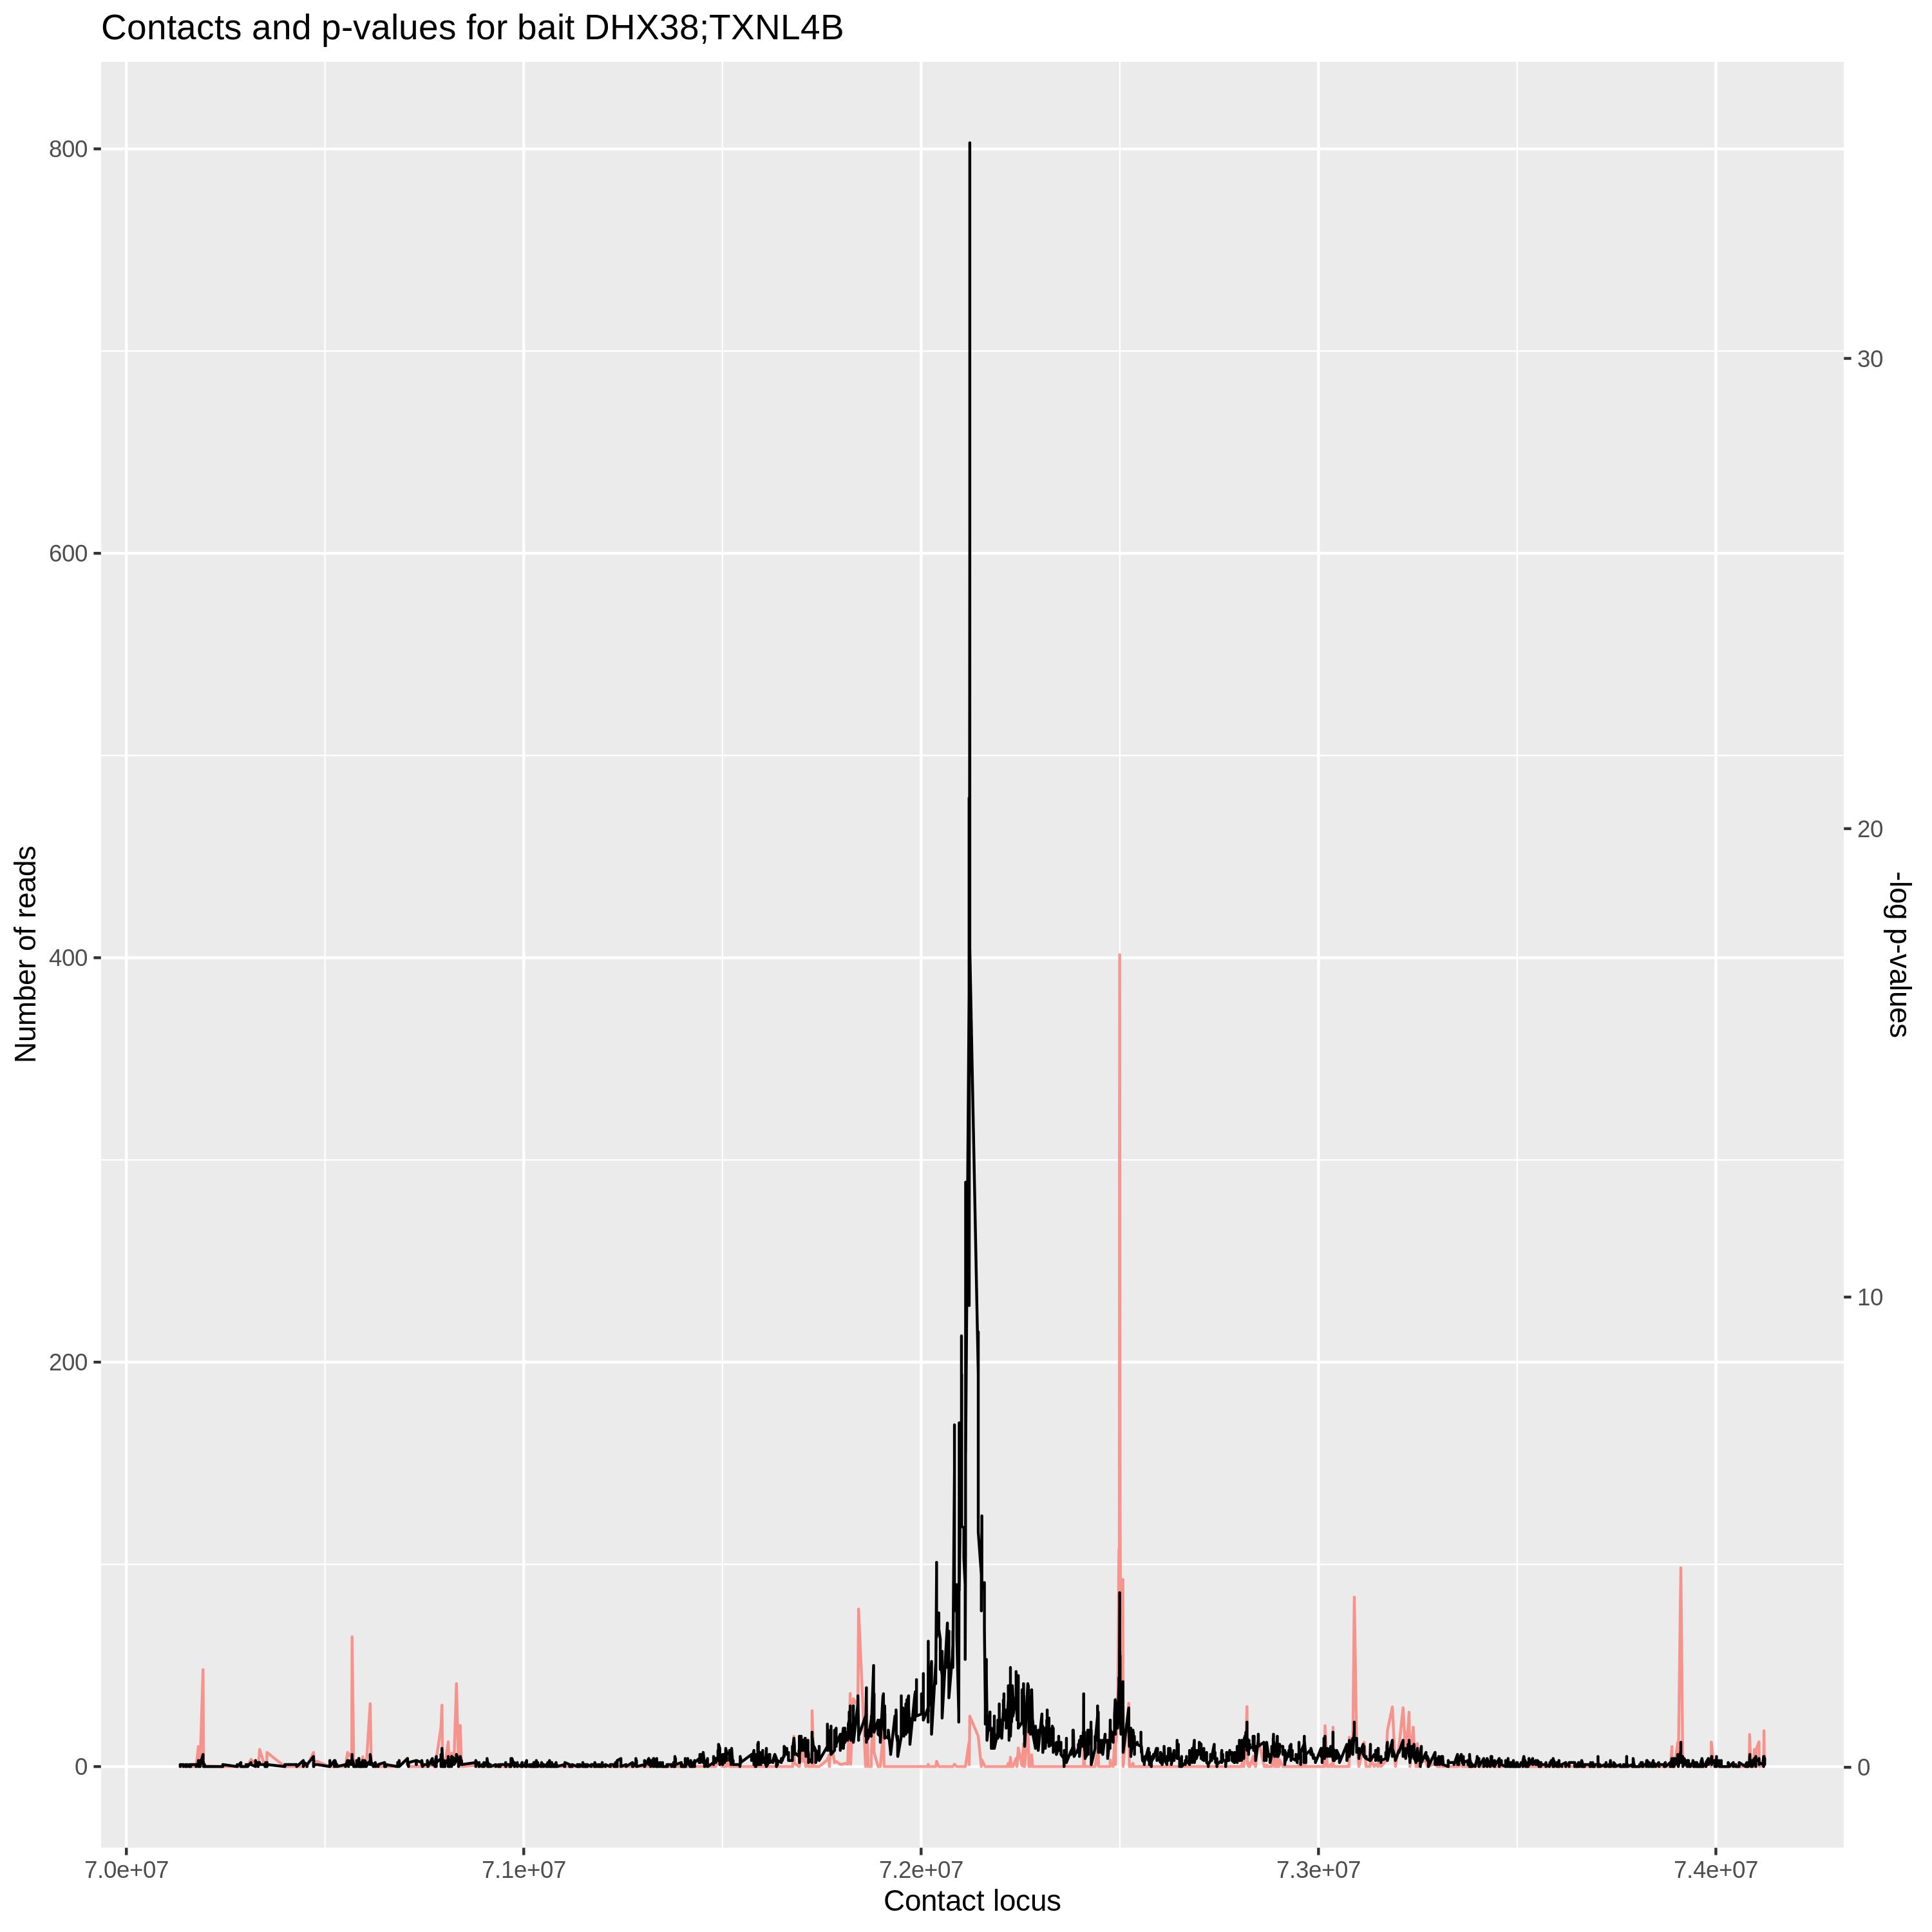 Contacts and p-values for bait DHX38;TXNL4B
800
600
400
200
0
Number of reads
30
20
10
0
-log p-values
7.0e+07
7.1e+07
7.2e+07
7.3e+07
7.4e+07
Contact locus